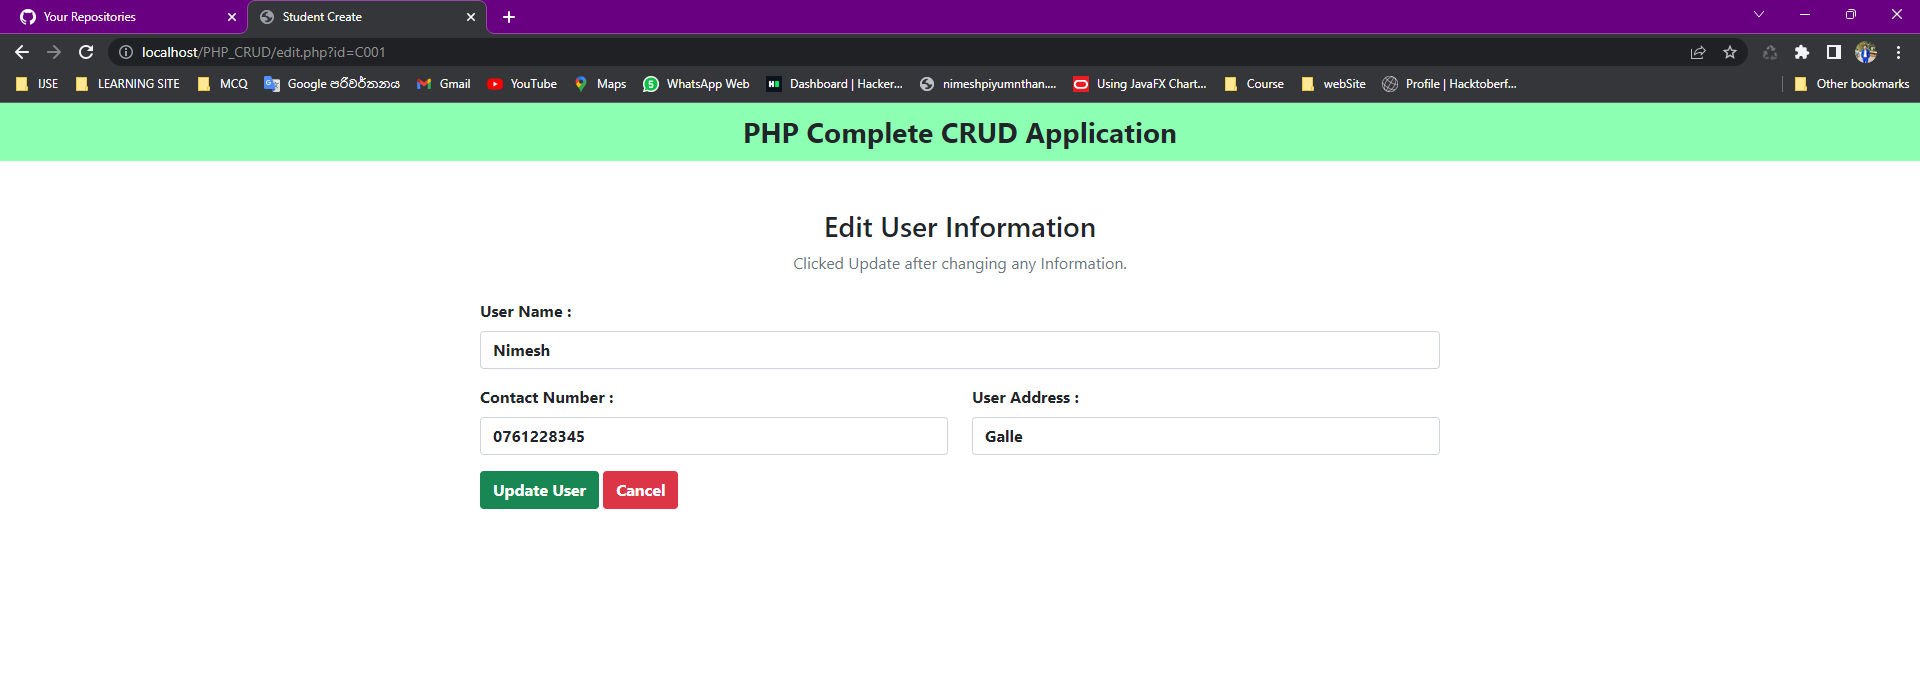 Your Repositories
Student Create
localhost/PHP_CRUD/edit.php?id=C001
IJSE LEARNING SITE MCQ Google පරිවර්තනය Gmail YouTube Maps WhatsApp Web Dashboard | Hacker... nimeshpiyumnthan.... Using JavaFX Chart... Course webSite Profile | Hacktoberf... Other bookmarks
PHP Complete CRUD Application
Edit User Information
Clicked Update after changing any Information.
User Name :
Nimesh
Contact Number : User Address :
0761228345 Galle
Update User Cancel